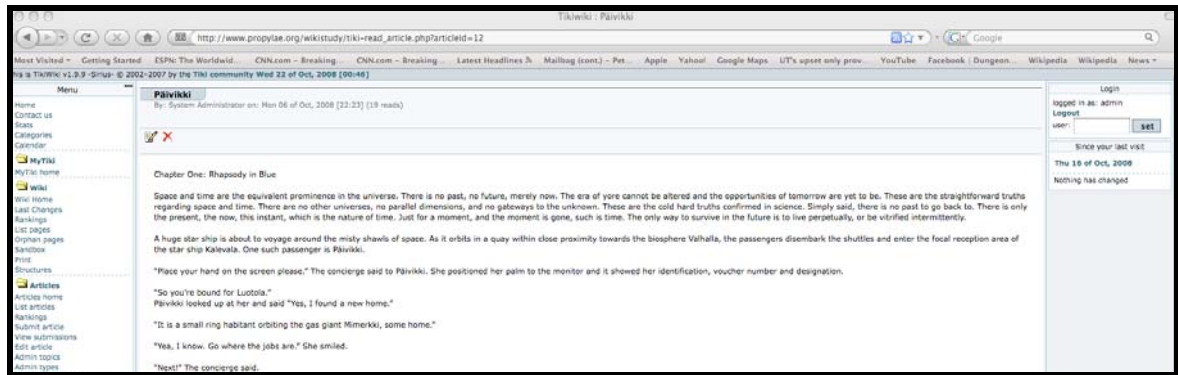 Tikiwiki : Päivikki
http://www.propylae.org/wikistudy/tiki-read_article.php?articleId=12
Google
Most Visited Getting Started ESPN: The Worldwid... CNN.com – Breaking... CNN.com – Breaking... Latest Headlines Mailbag (cont.) – Pet... Apple Yahoo! Google Maps UT's upset only prov... YouTube Facebook | Dungeon... Wikipedia Wikipedia News
his is TikiWiki v1.9.9 -Sirius- © 2002–2007 by the Tiki community Wed 22 of Oct, 2008 [00:46]
Menu
Home
Contact us
Stats
Categories
Calendar
MyTiki
MyTiki home
Wiki
Wiki Home
Last Changes
Rankings
List pages
Orphan pages
Sandbox
Print
Structures
Articles
Articles home
List articles
Rankings
Submit article
View submissions
Edit article
Admin topics
Admin types
Päivikki
By: System Administrator on: Mon 06 of Oct, 2008 [22:23] (19 reads)
Chapter One: Rhapsody in Blue
Space and time are the equivalent prominence in the universe. There is no past, no future, merely now. The era of yore cannot be altered and the opportunities of tomorrow are yet to be. These are the straightforward truths
regarding space and time. There are no other universes, no parallel dimensions, and no gateways to the unknown. These are the cold hard truths confirmed in science. Simply said, there is no past to go back to. There is only
the present, the now, this instant, which is the nature of time. Just for a moment, and the moment is gone, such is time. The only way to survive in the future is to live perpetually, or be vitrified intermittently.
A huge star ship is about to voyage around the misty shawls of space. As it orbits in a quay within close proximity towards the biosphere Valhalla, the passengers disembark the shuttles and enter the focal reception area of
the star ship Kalevala. One such passenger is Päivikki.
"Place your hand on the screen please." The concierge said to Päivikki. She positioned her palm to the monitor and it showed her identification, voucher number and designation.
"So you're bound for Luotola."
Päivikki looked up at her and said "Yes, I found a new home."
"It is a small ring habitant orbiting the gas giant Mimerkki, some home."
"Yea, I know. Go where the jobs are." She smiled.
"Next!" The concierge said.
Login
logged in as: admin
Logout
user: set
Since your last visit
Thu 16 of Oct, 2008
Nothing has changed